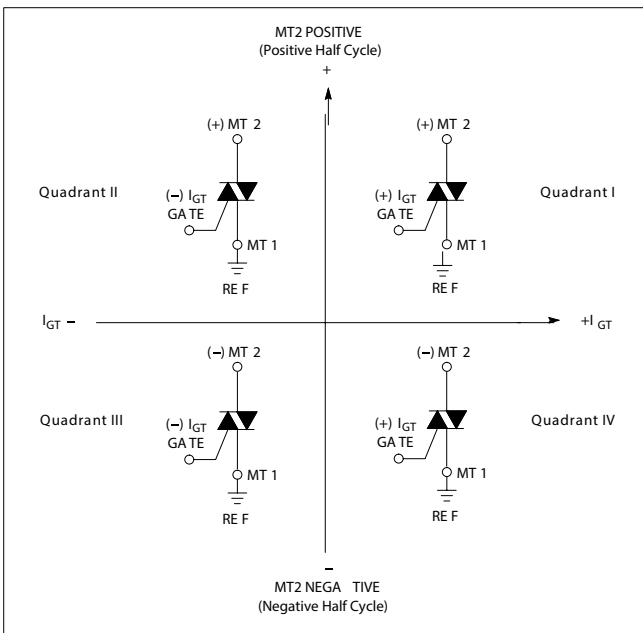 MT2 POSITIVE
(Positive Half Cycle)
+
(+) MT 2
(+) MT 2
Quadrant II
(−) IGT
GA TE
(+) IGT
GA TE
Quadrant I
MT 1
MT 1
RE F
RE F
IGT −
+I GT
(−) MT 2
(−) MT 2
Quadrant III
(−) IGT
GA TE
(+) IGT
GA TE
Quadrant IV
MT 1
MT 1
RE F
RE F
−
MT2 NEGA TIVE
(Negative Half Cycle)